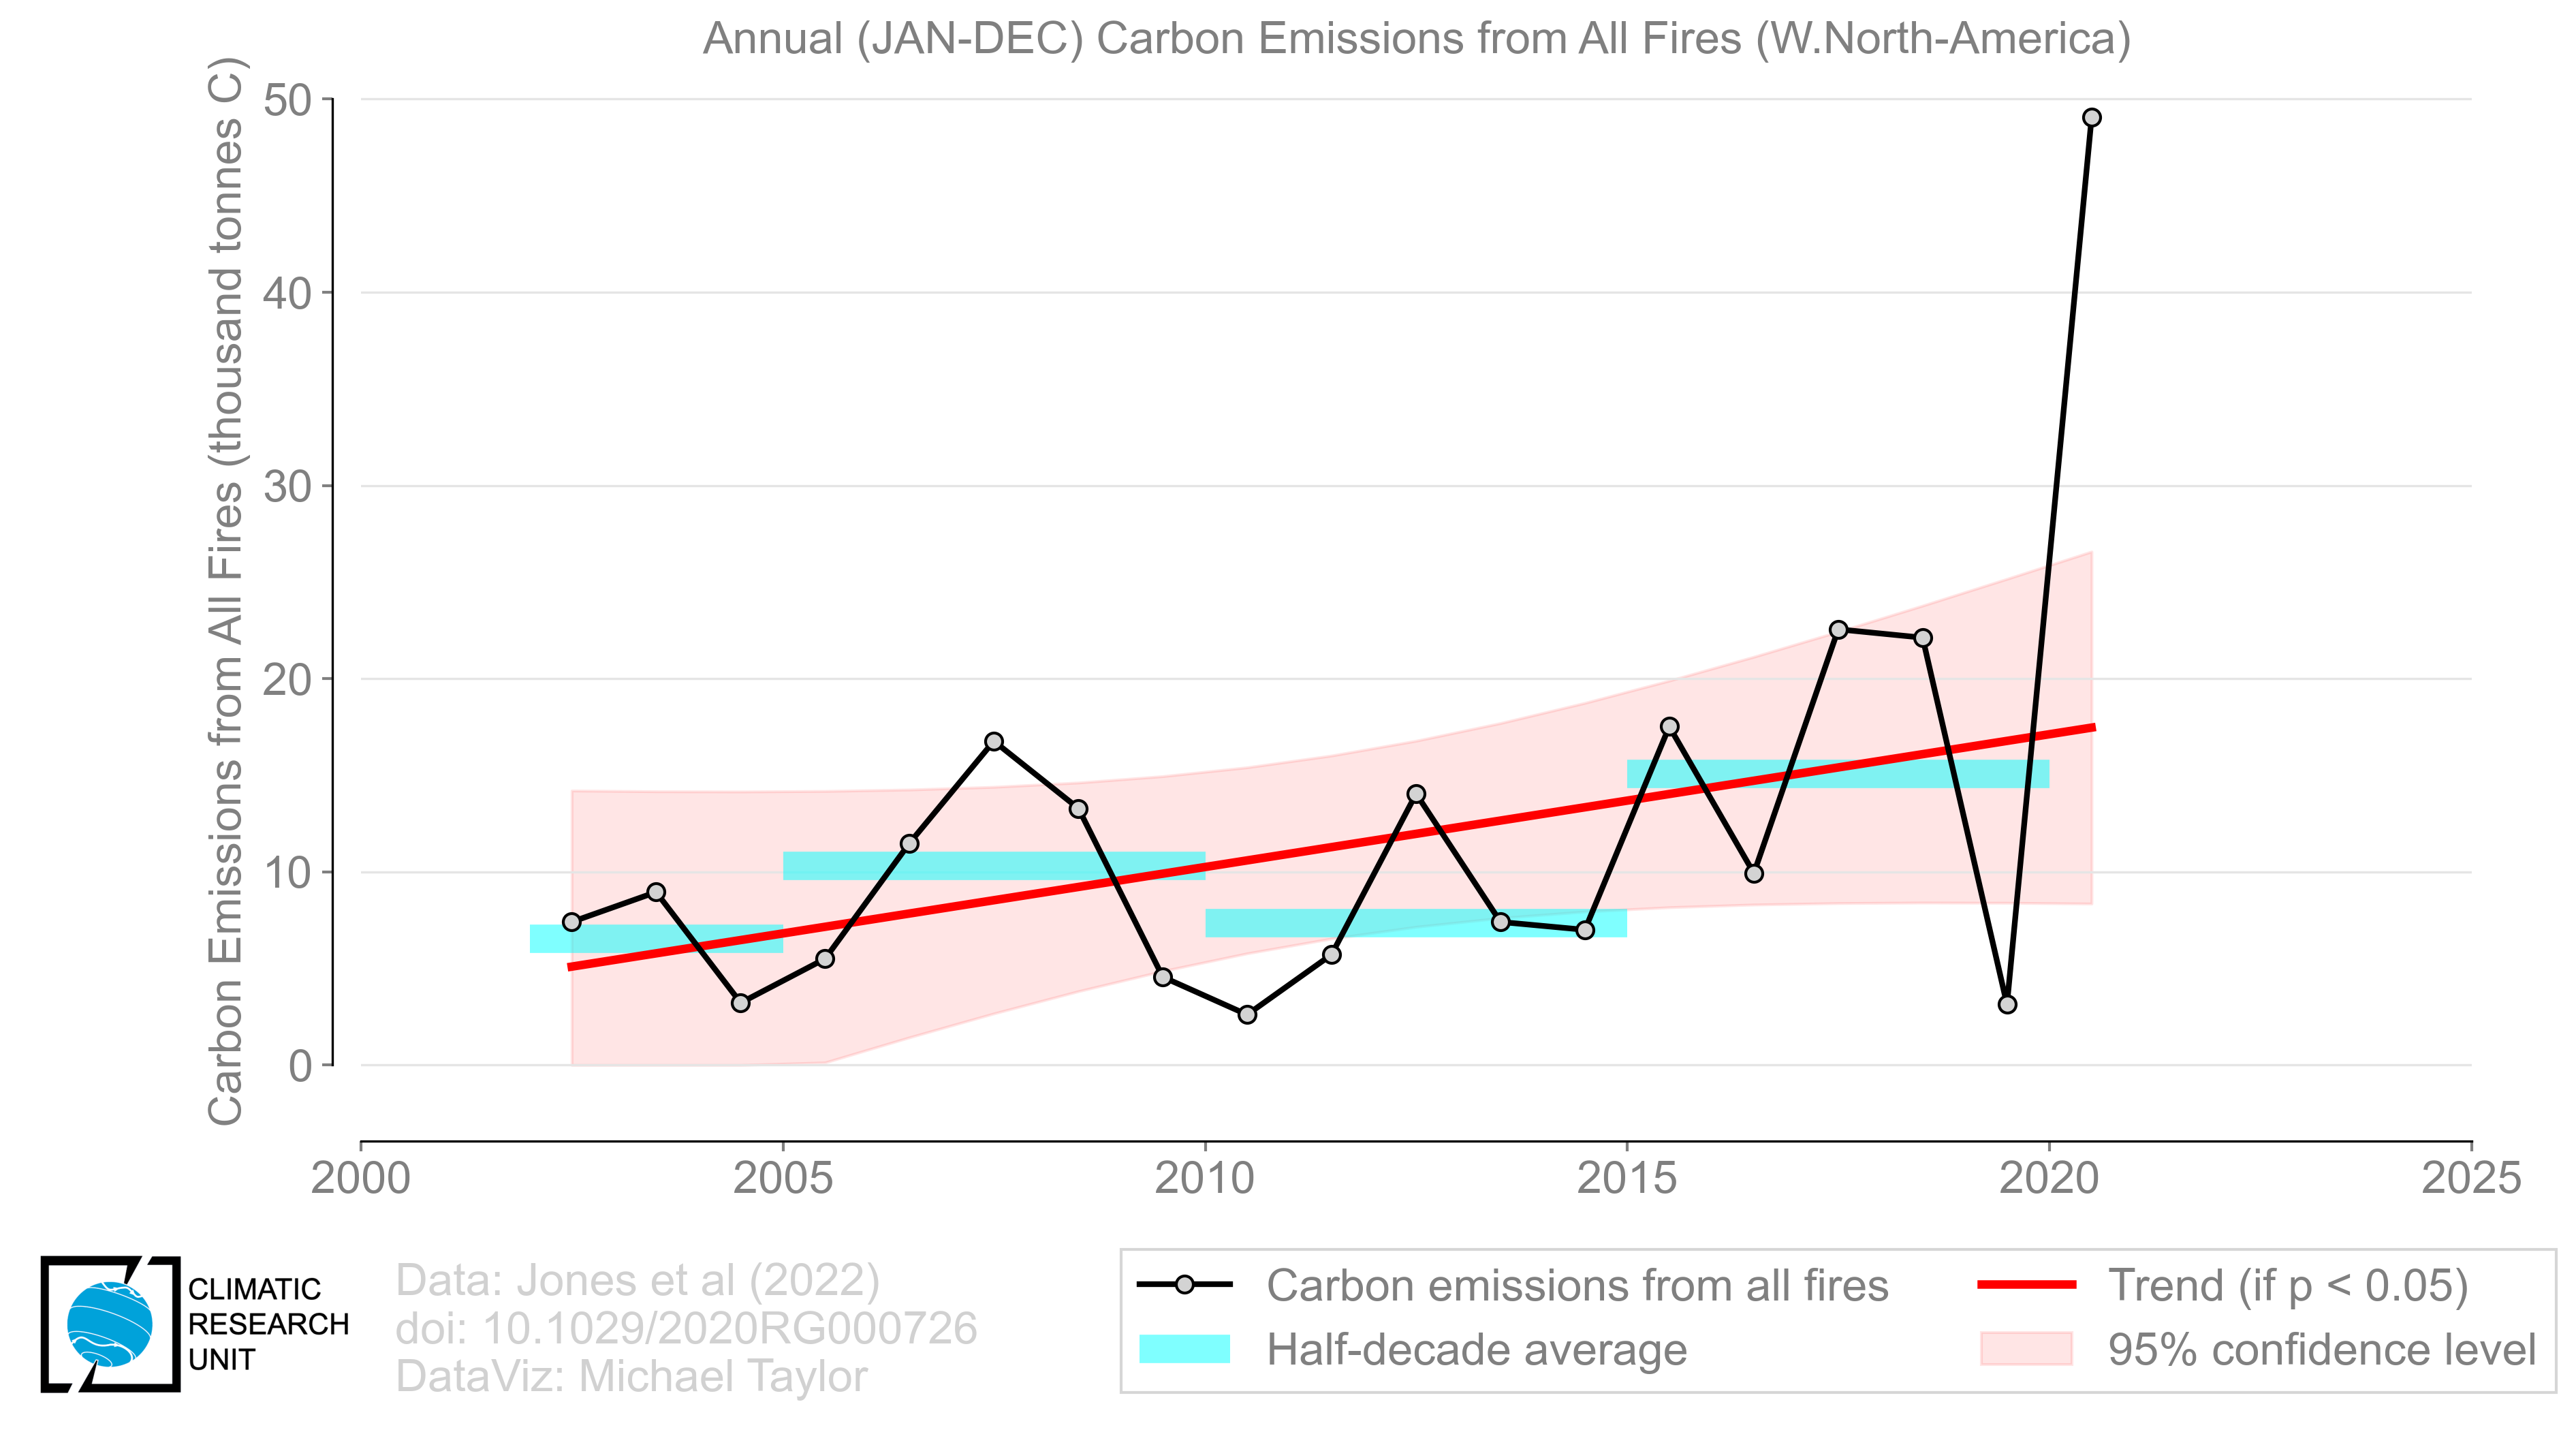 Annual (JAN-DEC) Carbon Emissions from All Fires (W.North-America)
Carbon Emissions from All Fires (thousand tonnes C)
50
40
30
20
10
0
2000 2005 2010 2015 2020 2025
CLIMATIC
RESEARCH
UNIT
Data: Jones et al (2022)
doi: 10.1029/2020RG000726
DataViz: Michael Taylor
Carbon emissions from all fires
Half-decade average
Trend (if p < 0.05)
95% confidence level